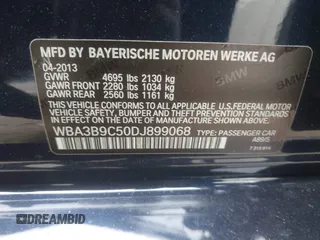 MFD BY BAYERISCHE MOTOREN WERKE AG
04-2013
GVWR 4695 lbs 2130 kg
GAWR FRONT 2280 lbs 1034 kg
GAWR REAR 2560 lbs 1161 kg
THIS VEHICLE CONFORMS TO ALL APPLICABLE
FEDERAL MOTOR VEHICLE SAFETY, BUMPER,
AND THEFT PREVENTION STANDARDS IN EFFECT
ON THE DATE OF MANUFACTURE SHOWN ABOVE.
WBA3B9C50DJ899068 TYPE: PASSENGER CAR
BMW
BMW
DREAMBID